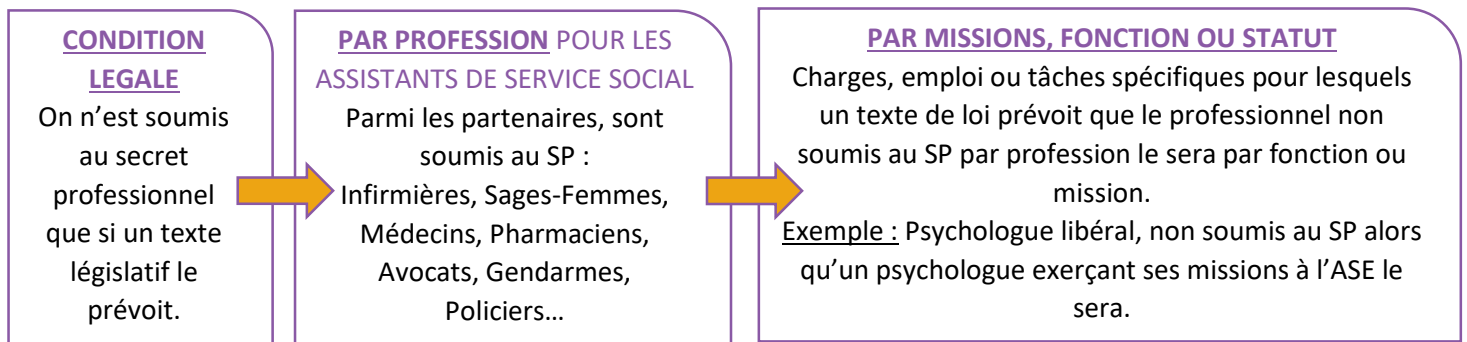 CONDITION
LEGALE
On n’est soumis
au secret
professionnel
que si un texte
législatif le
prévoit.
PAR PROFESSION POUR LES
ASSISTANTS DE SERVICE SOCIAL
Parmi les partenaires, sont
soumis au SP :
Infirmières, Sages-Femmes,
Médecins, Pharmaciens,
Avocats, Gendarmes,
Policiers…
PAR MISSIONS, FONCTION OU STATUT
Charges, emploi ou tâches spécifiques pour lesquels
un texte de loi prévoit que le professionnel non
soumis au SP par profession le sera par fonction ou
mission.
Exemple : Psychologue libéral, non soumis au SP alors
qu’un psychologue exerçant ses missions à l’ASE le
sera.